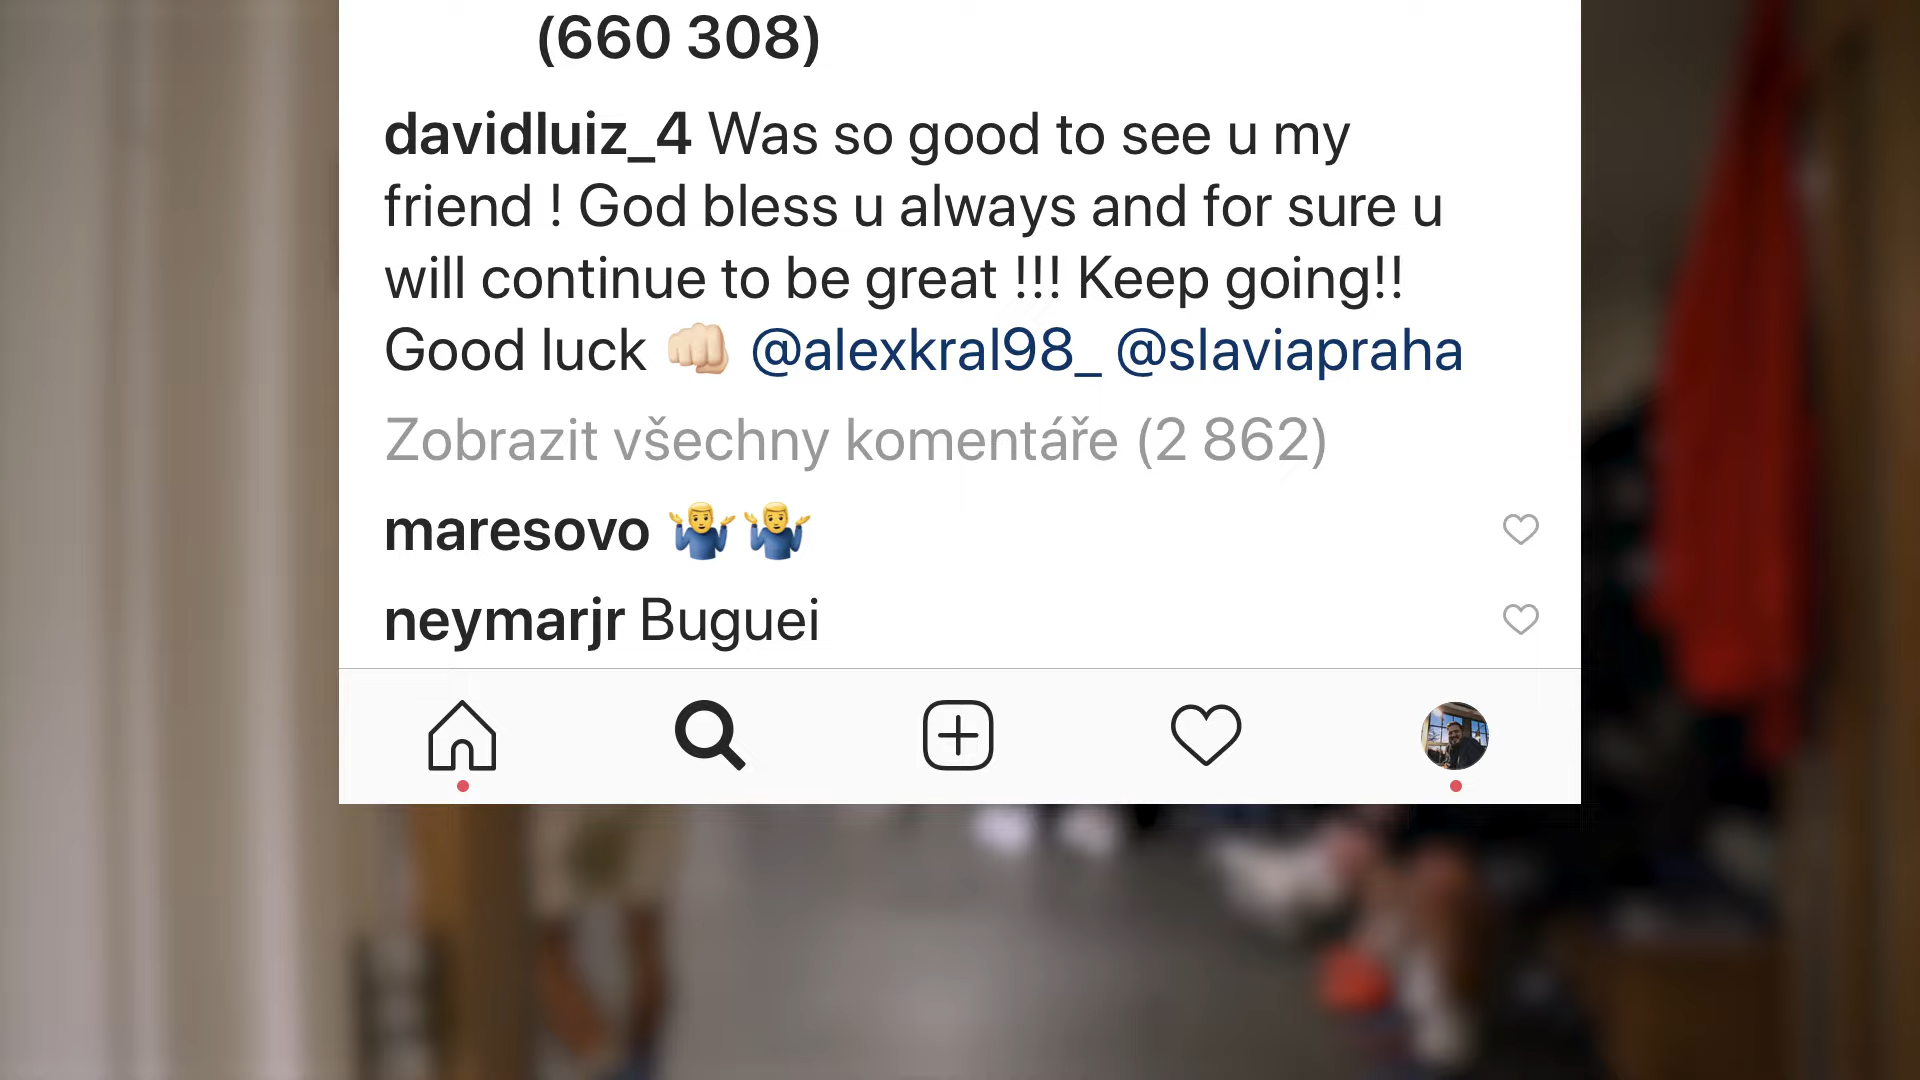 (660 308)
davidluiz_4 Was so good to see u my
friend ! God bless u always and for sure u
will continue to be great !!! Keep going!!
Good luck 👊🏻 @alexkral98_ @slaviapraha
Zobrazit všechny komentáře (2 862)
maresovo 🤷‍♂️🤷‍♂️
neymarjr Buguei